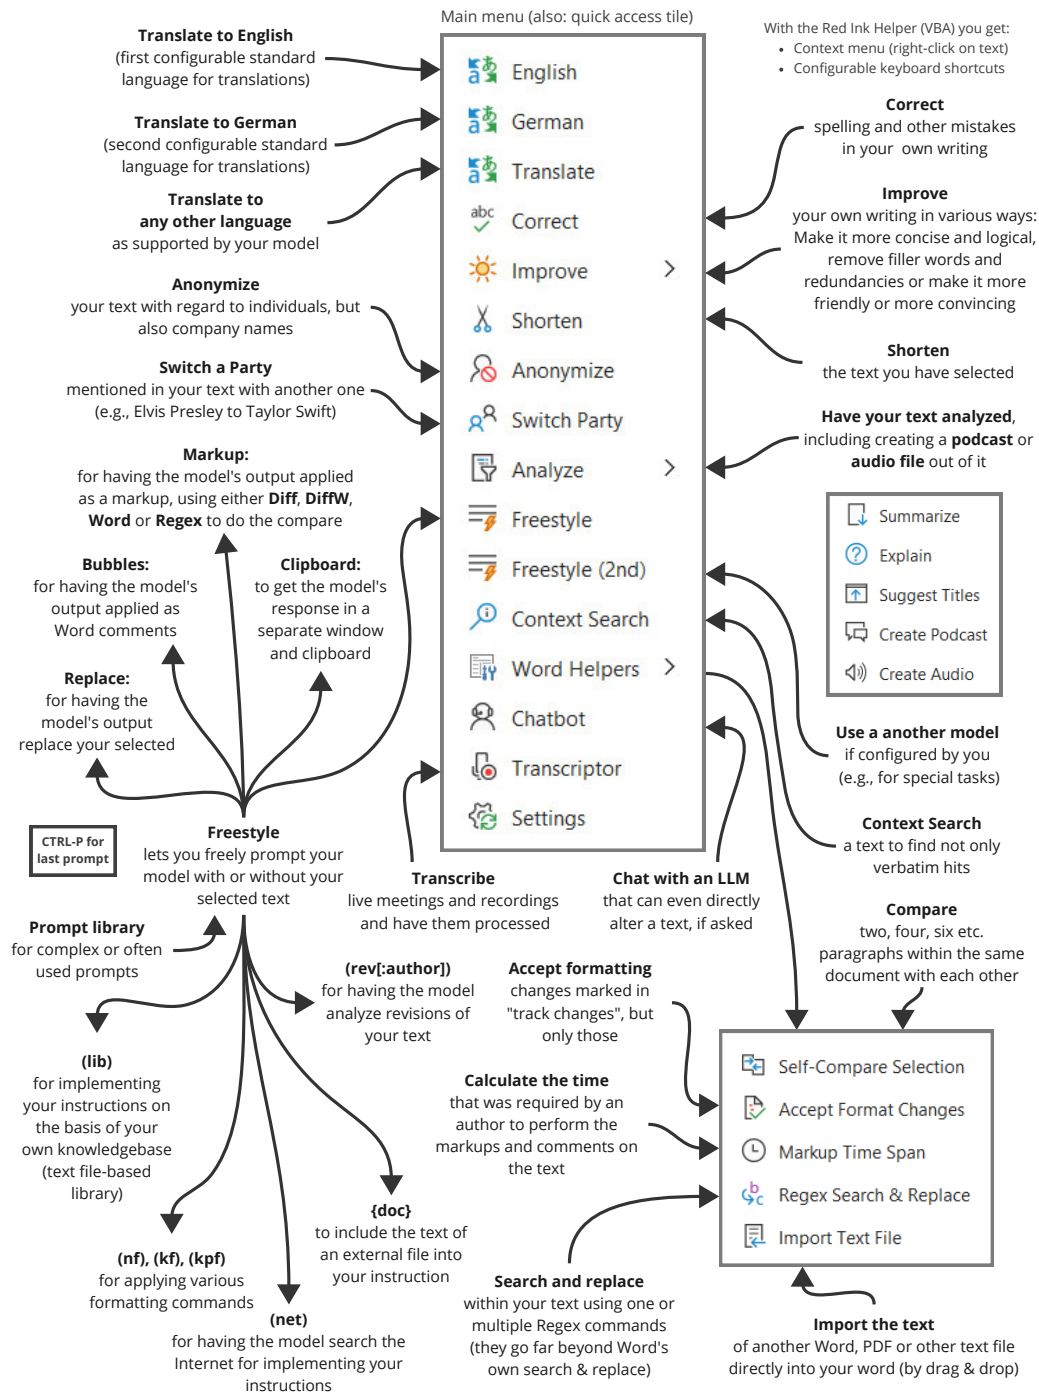 Main menu (also: quick access tile)
With the Red Ink Helper (VBA) you get:
• Context menu (right-click on text)
• Configurable keyboard shortcuts
Translate to English
(first configurable standard
language for translations)
Translate to German
(second configurable standard
language for translations)
Translate to
any other language
as supported by your model
Anonymize
your text with regard to individuals, but
also company names
Switch a Party
mentioned in your text with another one
(e.g., Elvis Presley to Taylor Swift)
Markup:
for having the model's output applied
as a markup, using either Diff, DiffW,
Word or Regex to do the compare
Bubbles:
for having the model's
output applied as
Word comments
Clipboard:
to get the model's
response in a
separate window
and clipboard
Replace:
for having the
model's output
replace your selected
English
German
Translate
abc
Correct
Improve
Shorten
Anonymize
Switch Party
Analyze
Freestyle
Freestyle (2nd)
Context Search
Word Helpers
Chatbot
Transcriptor
Settings
Correct
spelling and other mistakes
in your own writing
Improve
your own writing in various ways:
Make it more concise and logical,
remove filler words and
redundancies or make it more
friendly or more convincing
Shorten
the text you have selected
Have your text analyzed,
including creating a podcast or
audio file out of it
Summarize
Explain
Suggest Titles
Create Podcast
Create Audio
Use a another model
if configured by you
(e.g., for special tasks)
Context Search
a text to find not only
verbatim hits
Compare
two, four, six etc.
paragraphs within the same
document with each other
CTRL-P for
last prompt
Freestyle
lets you freely prompt your
model with or without your
selected text
Transcribe
live meetings and recordings
and have them processed
Chat with an LLM
that can even directly
alter a text, if asked
Prompt library
for complex or often
used prompts
(rev[:author])
for having the model
analyze revisions of
your text
Accept formatting
changes marked in
"track changes", but
only those
(lib)
for implementing
your instructions on
the basis of your
own knowledgebase
(text file-based
library)
Calculate the time
that was required by an
author to perform the
markups and comments on
the text
Self-Compare Selection
Accept Format Changes
Markup Time Span
b
c
Regex Search & Replace
Import Text File
{doc}
to include the text of
an external file into
your instruction
(nf), (kf), (kpf)
for applying various
formatting commands
(net)
for having the model search the
Internet for implementing your
instructions
Search and replace
within your text using one or
multiple Regex commands
(they go far beyond Word's
own search & replace)
Import the text
of another Word, PDF or other text file
directly into your word (by drag & drop)